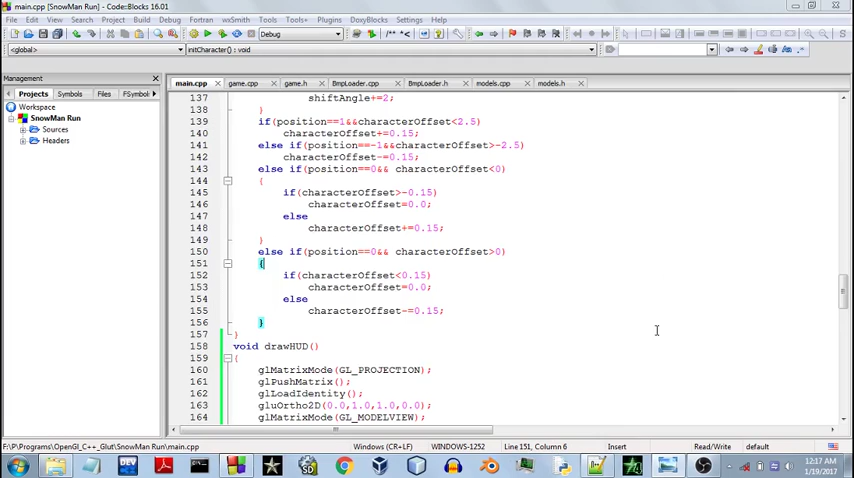 main.cpp [SnowMan Run] - Code::Blocks 16.01
File Edit View Search Project Build Debug Fortran wxSmith Tools Tools+ Plugins DoxyBlocks Settings Help
Debug
<global> initCharacter() : void
Management
Projects Symbols Files FSymbols
Workspace
SnowMan Run
Sources
Headers
main.cpp game.cpp game.h BmpLoader.cpp BmpLoader.h models.cpp models.h
137 shiftAngle+=2;
138 }
139 if(position==1&&characterOffset<2.5)
140 characterOffset+=0.15;
141 else if(position==-1&&characterOffset>-2.5)
142 characterOffset-=0.15;
143 else if(position==0&& characterOffset<0)
144 {
145 if(characterOffset>-0.15)
146 characterOffset=0.0;
147 else
148 characterOffset+=0.15;
149 }
150 else if(position==0&& characterOffset>0)
151 {
152 if(characterOffset<0.15)
153 characterOffset=0.0;
154 else
155 characterOffset-=0.15;
156 }
157 }
158 void drawHUD()
159 {
160 glMatrixMode(GL_PROJECTION);
161 glPushMatrix();
162 glLoadIdentity();
163 gluOrtho2D(0.0,1.0,1.0,0.0);
164 glMatrixMode(GL_MODELVIEW);
F:\P\Programs\OpenGl_C++_Glut\SnowMan Run\main.cpp Windows (CR+LF) WINDOWS-1252 Line 151, Column 6 Insert Read/Write default
12:17 AM
1/19/2017